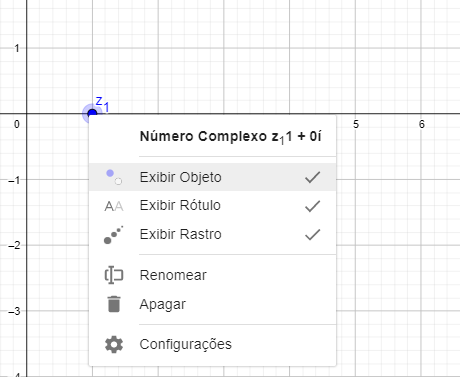 1
z₁
0
5
6
Número Complexo z₁1 + 0í
–1
Exibir Objeto
Exibir Rótulo
–2
Exibir Rastro
Renomear
–3
Apagar
Configurações